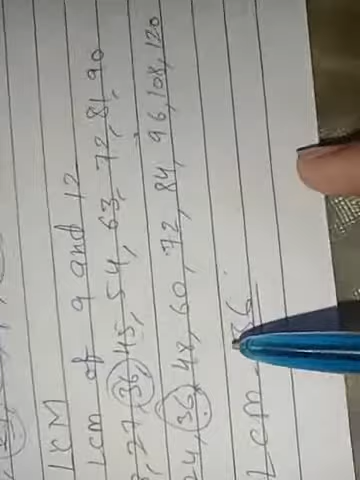 LCM
LCM of 9 and 12
27, 36, 45, 54, 63, 72, 81, 90
24, 36, 48, 60, 72, 84, 96, 108, 120
LCM - 36